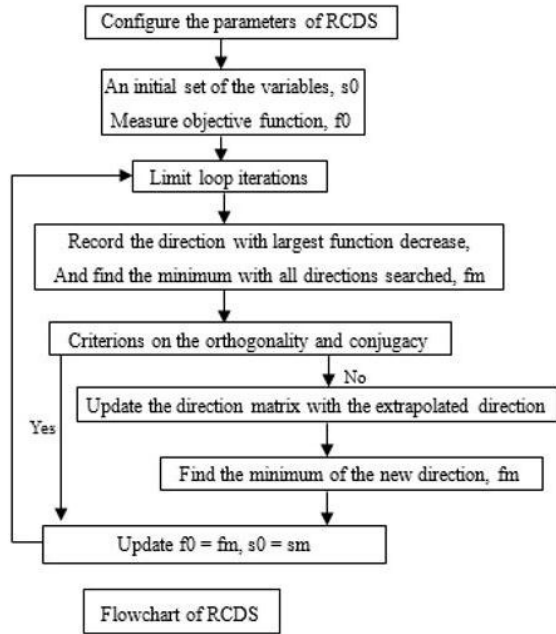 Configure the parameters of RCDS
An initial set of the variables, s0
Measure objective function, f0
Limit loop iterations
Record the direction with largest function decrease,
And find the minimum with all directions searched, fm
Criterions on the orthogonality and conjugacy
No
Update the direction matrix with the extrapolated direction
Yes
Find the minimum of the new direction, fm
Update f0 = fm, s0 = sm
Flowchart of RCDS